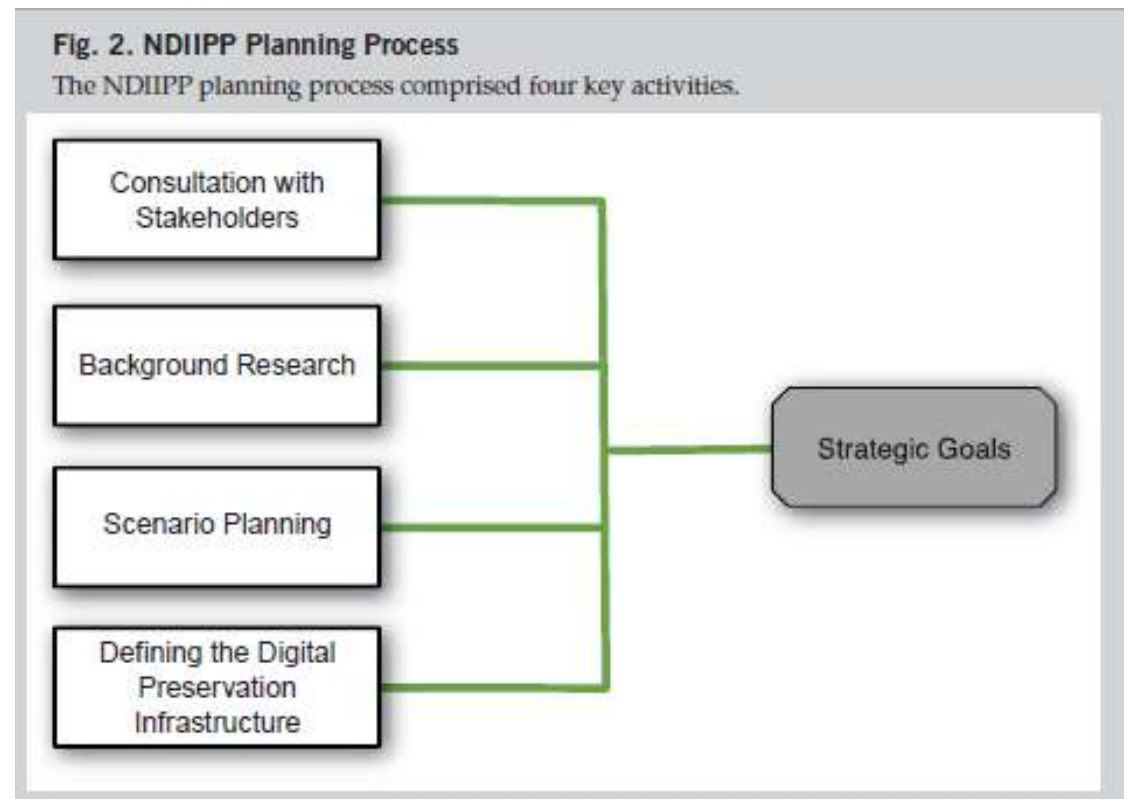 Fig. 2. NDIIPP Planning Process
The NDIIPP planning process comprised four key activities.
Consultation with
Stakeholders
Background Research
Scenario Planning
Defining the Digital
Preservation
Infrastructure
Strategic Goals